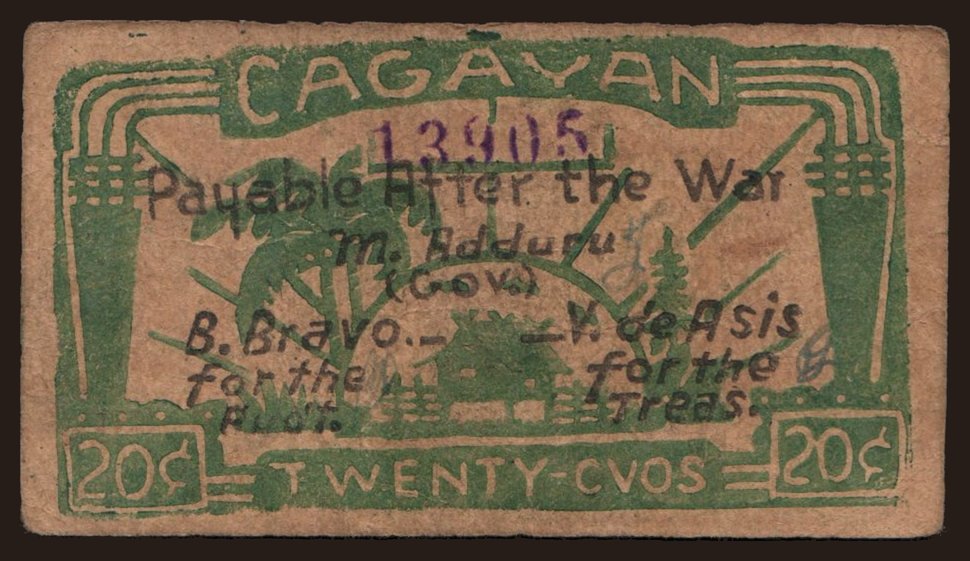 CAGAYAN
13905
Payable After the War
M. Adduru
(Gov.)
B. Bravo.-
for the
Audt.
-V. de Asis
for the
Treas.
20¢
TWENTY-CVOS
20¢